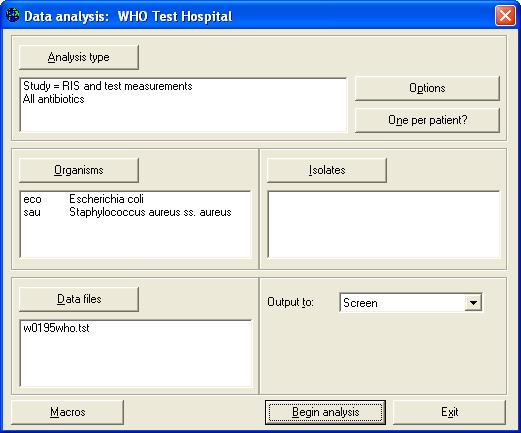 Data analysis: WHO Test Hospital
Analysis type
Study = RIS and test measurements
All antibiotics
Options
One per patient?
Organisms
eco Escherichia coli
sau Staphylococcus aureus ss. aureus
Isolates
Data files
w0195who.tst
Output to: Screen
Macros
Begin analysis
Exit